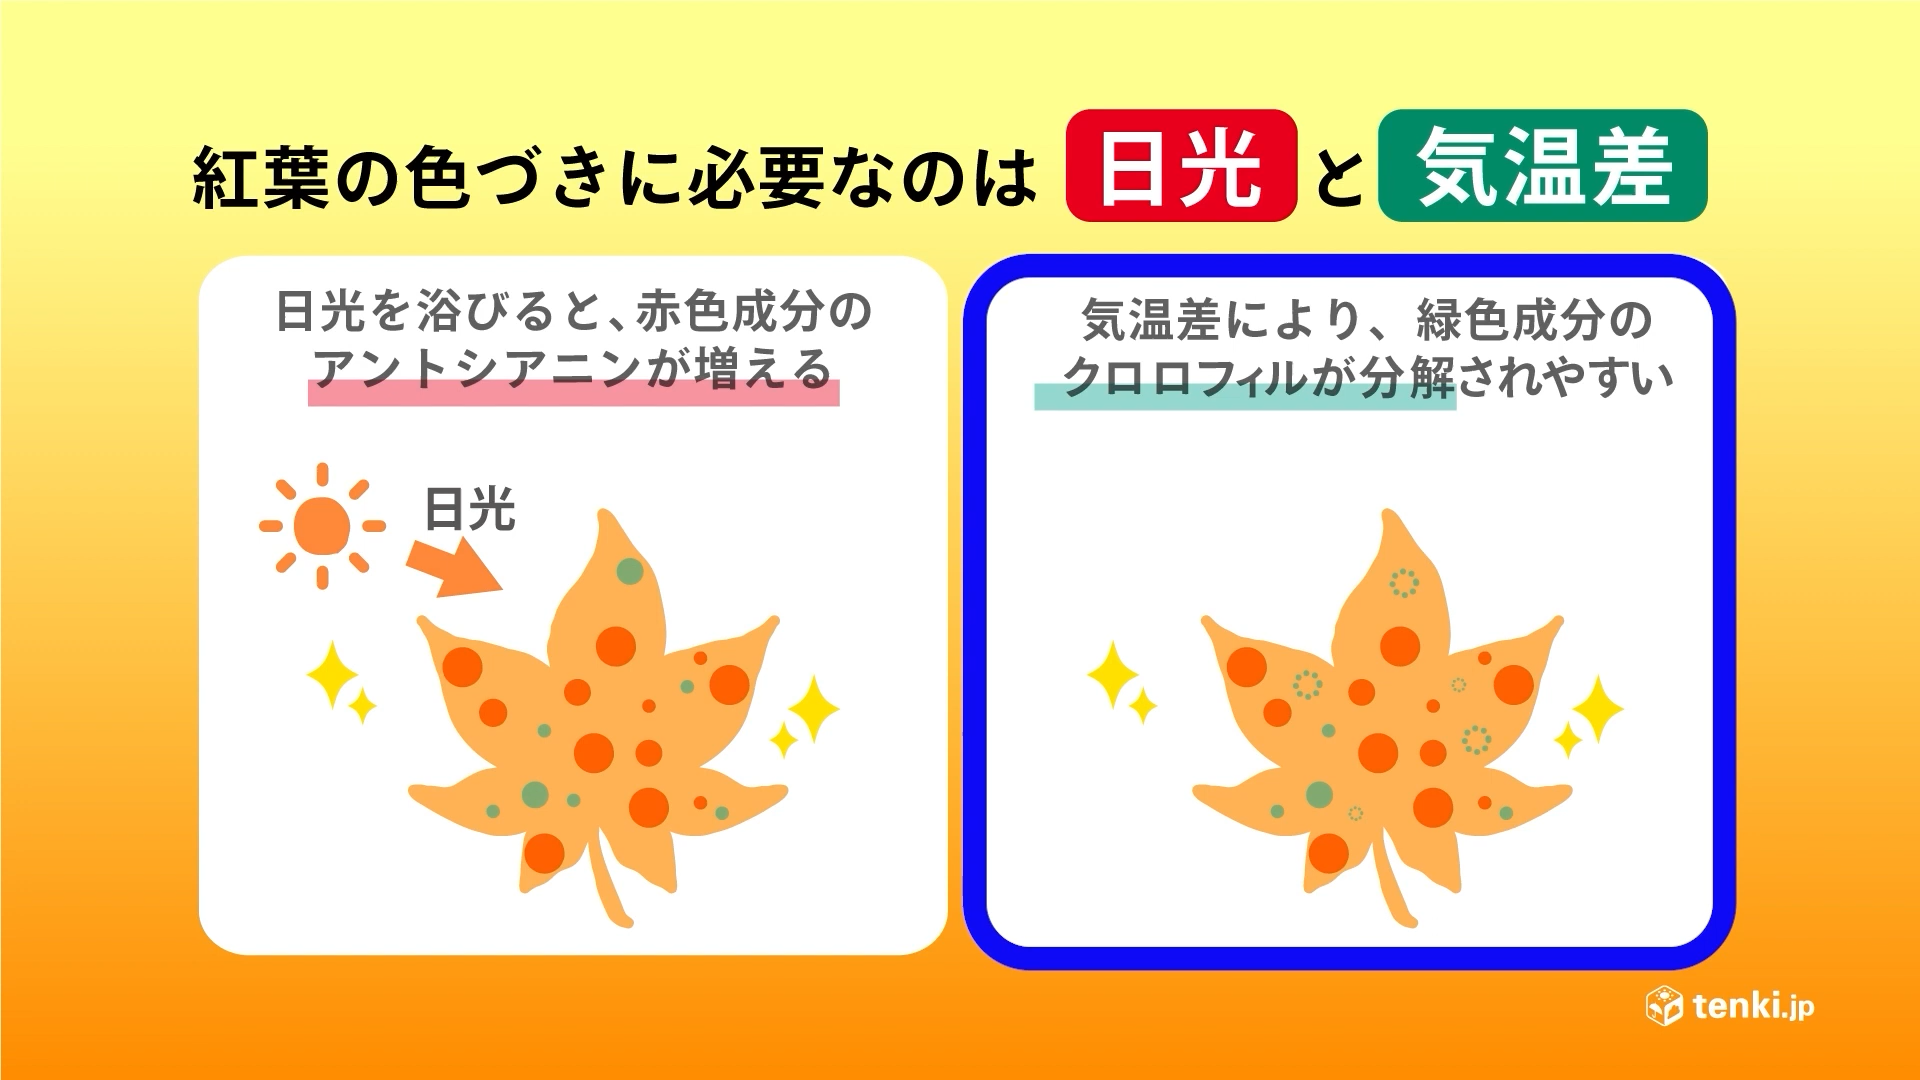 紅葉の色づきに必要なのは 日光 と 気温差
日光を浴びると、赤色成分の
アントシアニンが増える
日光
気温差により、緑色成分の
クロロフィルが分解されやすい
tenki.jp